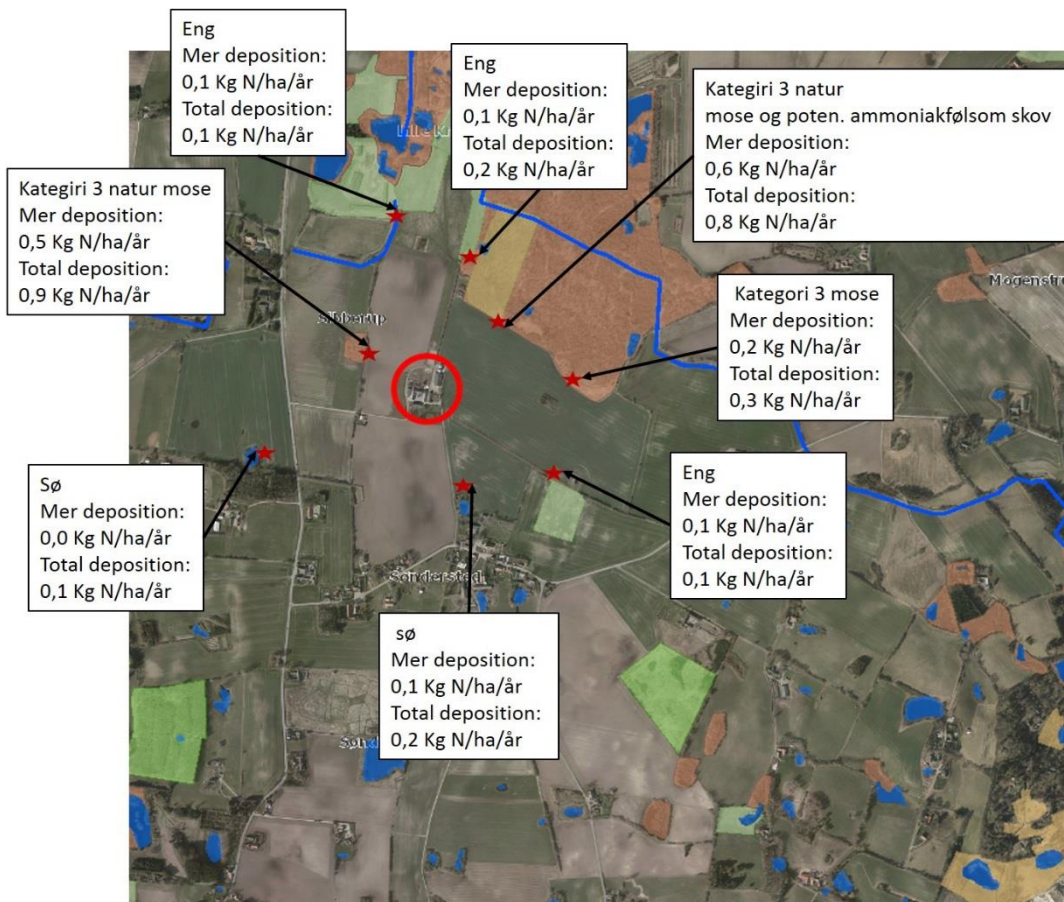 Eng
Mer deposition:
0,1 Kg N/ha/år
Total deposition:
0,1 Kg N/ha/år
Eng
Mer deposition:
0,1 Kg N/ha/år
Total deposition:
0,2 Kg N/ha/år
Kategiri 3 natur
mose og poten. ammoniakfølsom skov
Mer deposition:
0,6 Kg N/ha/år
Total deposition:
0,8 Kg N/ha/år
Kategiri 3 natur mose
Mer deposition:
0,5 Kg N/ha/år
Total deposition:
0,9 Kg N/ha/år
Lille
Sibberup
Mogenstru
Kategori 3 mose
Mer deposition:
0,2 Kg N/ha/år
Total deposition:
0,3 Kg N/ha/år
Sø
Mer deposition:
0,0 Kg N/ha/år
Total deposition:
0,1 Kg N/ha/år
Eng
Mer deposition:
0,1 Kg N/ha/år
Total deposition:
0,1 Kg N/ha/år
Søndersted
sø
Mer deposition:
0,1 Kg N/ha/år
Total deposition:
0,2 Kg N/ha/år
Sønd